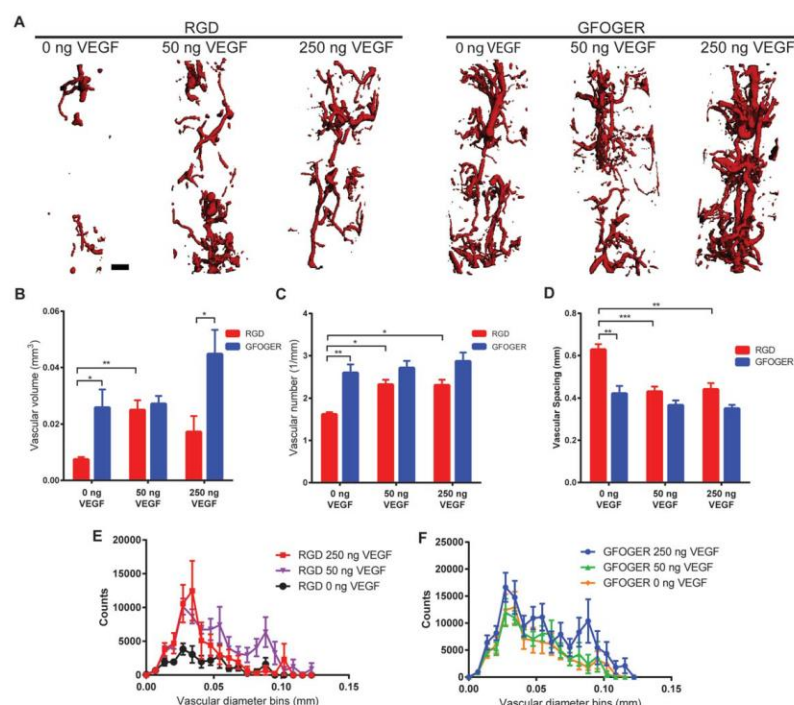 A
RGD
GFOGER
0 ng VEGF 50 ng VEGF 250 ng VEGF 0 ng VEGF 50 ng VEGF 250 ng VEGF
B
Vascular volume (mm³)
0.06
0.04
0.02
0.00
*
**
*
RGD
GFOGER
0 ng VEGF
50 ng VEGF
250 ng VEGF
C
Vascular number (1/mm)
4
3
2
1
0
*
*
**
RGD
GFOGER
0 ng VEGF
50 ng VEGF
250 ng VEGF
D
Vascular Spacing (mm)
0.8
0.6
0.4
0.2
0.0
**
***
**
RGD
GFOGER
0 ng VEGF
50 ng VEGF
250 ng VEGF
E
Counts
20000
15000
10000
5000
0
RGD 250 ng VEGF
RGD 50 ng VEGF
RGD 0 ng VEGF
0.00 0.05 0.10 0.15
Vascular diameter bins (mm)
F
Counts
25000
20000
15000
10000
5000
0
GFOGER 250 ng VEGF
GFOGER 50 ng VEGF
GFOGER 0 ng VEGF
0.00 0.05 0.10 0.15
Vascular diameter bins (mm)